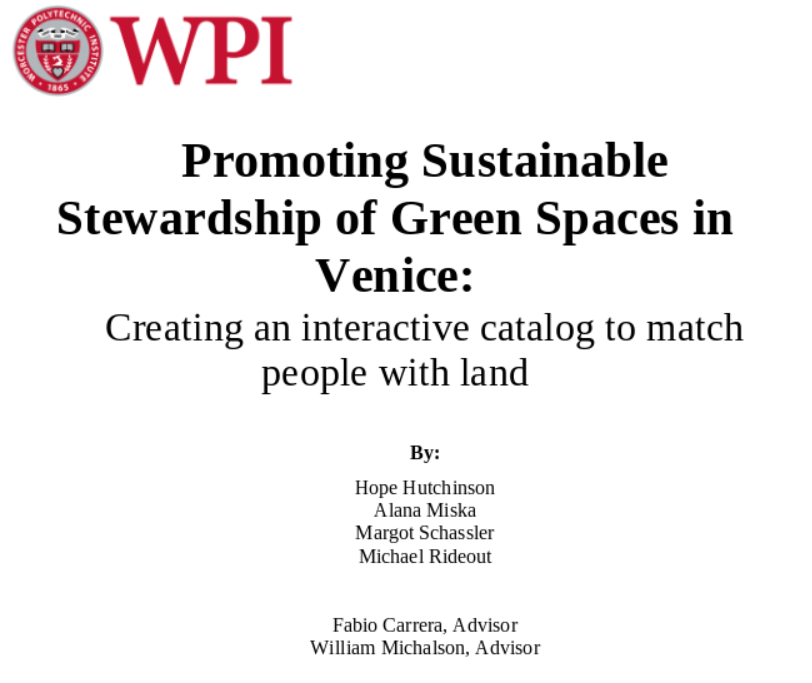 WORCESTER POLYTECHNIC INSTITUTE
1865
WPI
Promoting Sustainable
Stewardship of Green Spaces in
Venice:
Creating an interactive catalog to match
people with land
By:
Hope Hutchinson
Alana Miska
Margot Schassler
Michael Rideout
Fabio Carrera, Advisor
William Michalson, Advisor